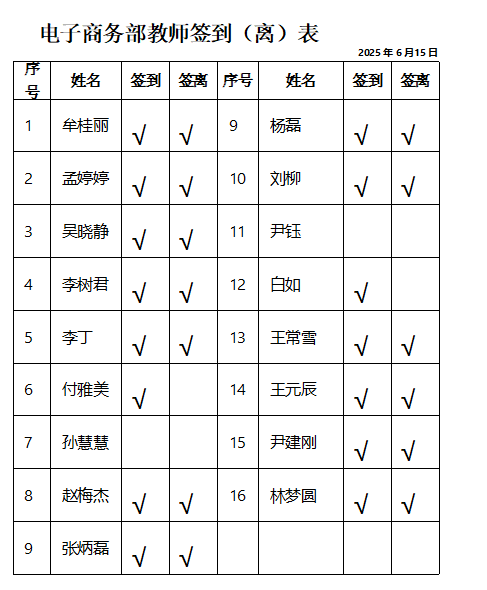 电子商务部教师签到（离）表
2025 年 6 月 15 日
序号 姓名 签到 签离 序号 姓名 签到 签离
1 牟桂丽 √ √ 9 杨磊 √ √
2 孟婷婷 √ √ 10 刘柳 √ √
3 吴晓静 √ √ 11 尹钰
4 李树君 √ √ 12 白如 √
5 李丁 √ √ 13 王常雪 √ √
6 付雅美 √ 14 王元辰 √ √
7 孙慧慧 15 尹建刚 √ √
8 赵梅杰 √ √ 16 林梦圆 √ √
9 张炳磊 √ √